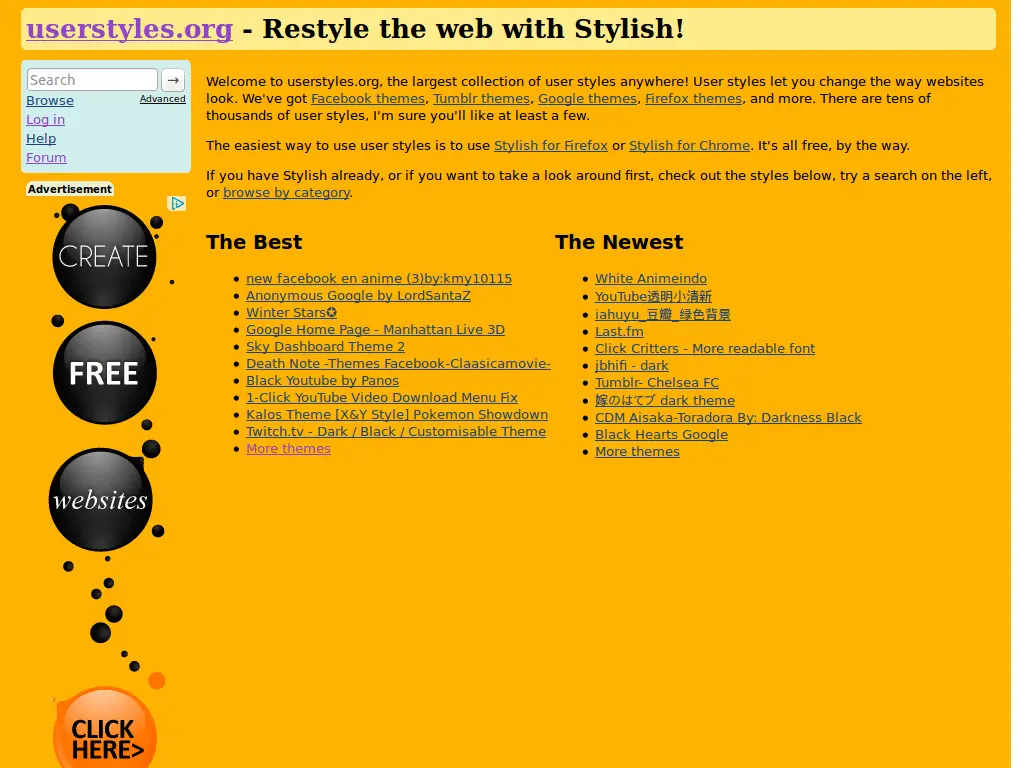 userstyles.org - Restyle the web with Stylish!
Search →
Browse Advanced
Log in
Help
Forum
Advertisement
CREATE
FREE
websites
CLICK
HERE>
Welcome to userstyles.org, the largest collection of user styles anywhere! User styles let you change the way websites
look. We've got Facebook themes, Tumblr themes, Google themes, Firefox themes, and more. There are tens of
thousands of user styles, I'm sure you'll like at least a few.
The easiest way to use user styles is to use Stylish for Firefox or Stylish for Chrome. It's all free, by the way.
If you have Stylish already, or if you want to take a look around first, check out the styles below, try a search on the left,
or browse by category.
The Best
new facebook en anime (3)by:kmy10115
Anonymous Google by LordSantaZ
Winter Stars✪
Google Home Page - Manhattan Live 3D
Sky Dashboard Theme 2
Death Note -Themes Facebook-Claasicamovie-
Black Youtube by Panos
1-Click YouTube Video Download Menu Fix
Kalos Theme [X&Y Style] Pokemon Showdown
Twitch.tv - Dark / Black / Customisable Theme
More themes
The Newest
White Animeindo
YouTube透明小清新
iahuyu_豆瓣_绿色背景
Last.fm
Click Critters - More readable font
jbhifi - dark
Tumblr- Chelsea FC
嫁のはてブ dark theme
CDM Aisaka-Toradora By: Darkness Black
Black Hearts Google
More themes